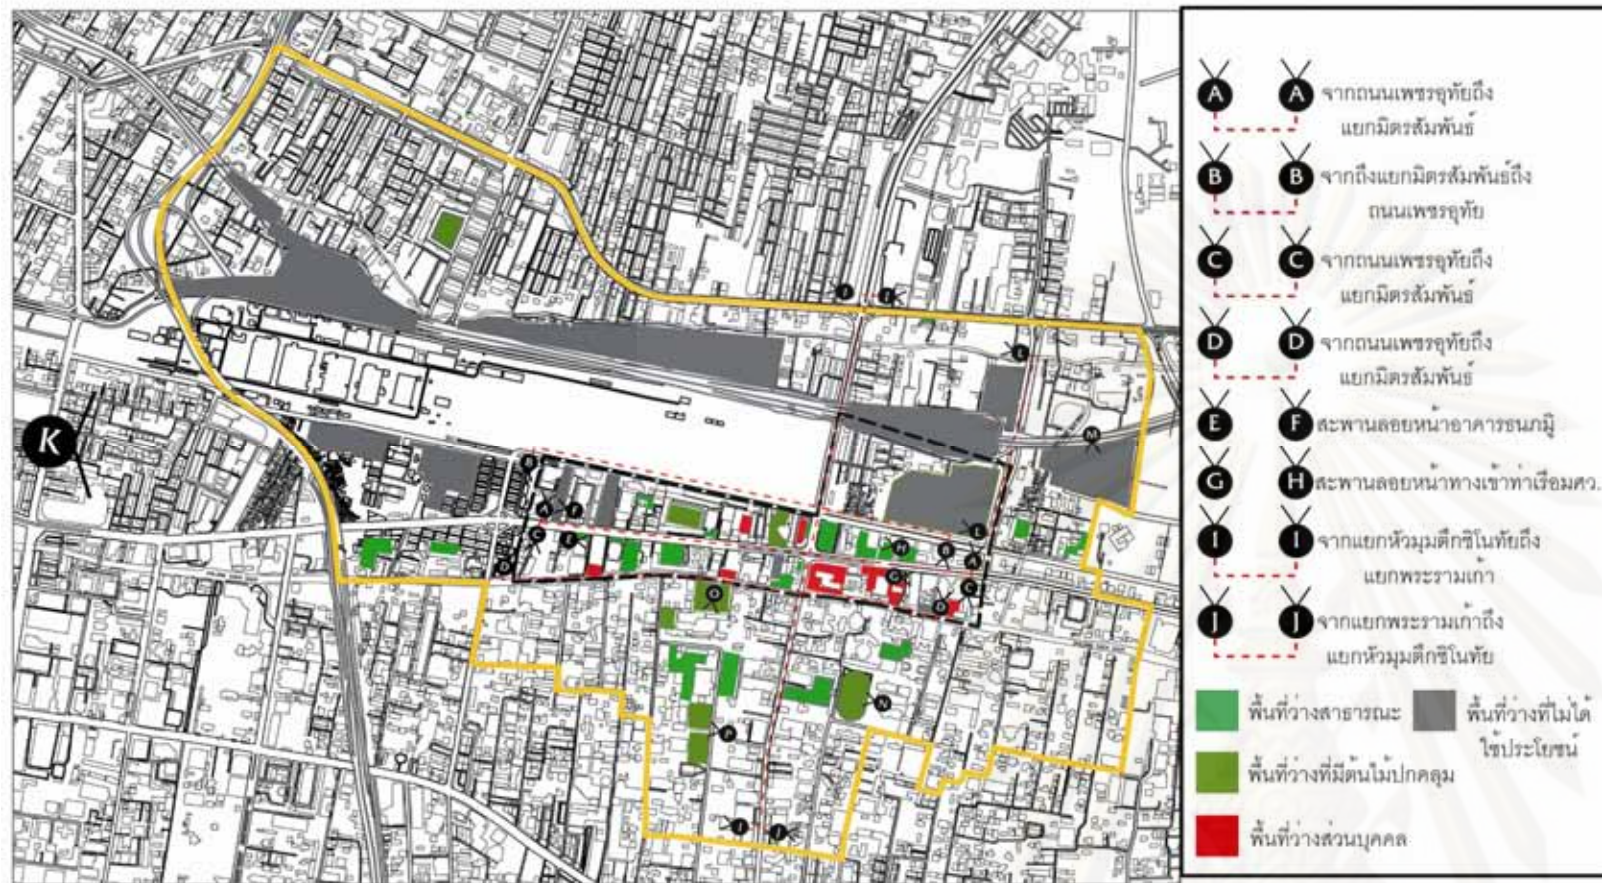 A A จากถนนเพชรอุทัยถึง
แยกมิตรสัมพันธ์
B B จากถึงแยกมิตรสัมพันธ์ถึง
ถนนเพชรอุทัย
C C จากถนนเพชรอุทัยถึง
แยกมิตรสัมพันธ์
D D จากถนนเพชรอุทัยถึง
แยกมิตรสัมพันธ์
E F สะพานลอยหน้าอาคารธนภูมิ
G H สะพานลอยหน้าทางเข้าท่าเรือมศว.
I I จากแยกหัวมุมตึกชิโนทัยถึง
แยกพระรามเก้า
J J จากแยกพระรามเก้าถึง
แยกหัวมุมตึกชิโนทัย
พื้นที่ว่างสาธารณะ
พื้นที่ว่างที่ไม่ได้
ใช้ประโยชน์
พื้นที่ว่างที่มีต้นไม้ปกคลุม
พื้นที่ว่างส่วนบุคคล
K
M
A F
C E
H B
A
G
D C
O
N
P